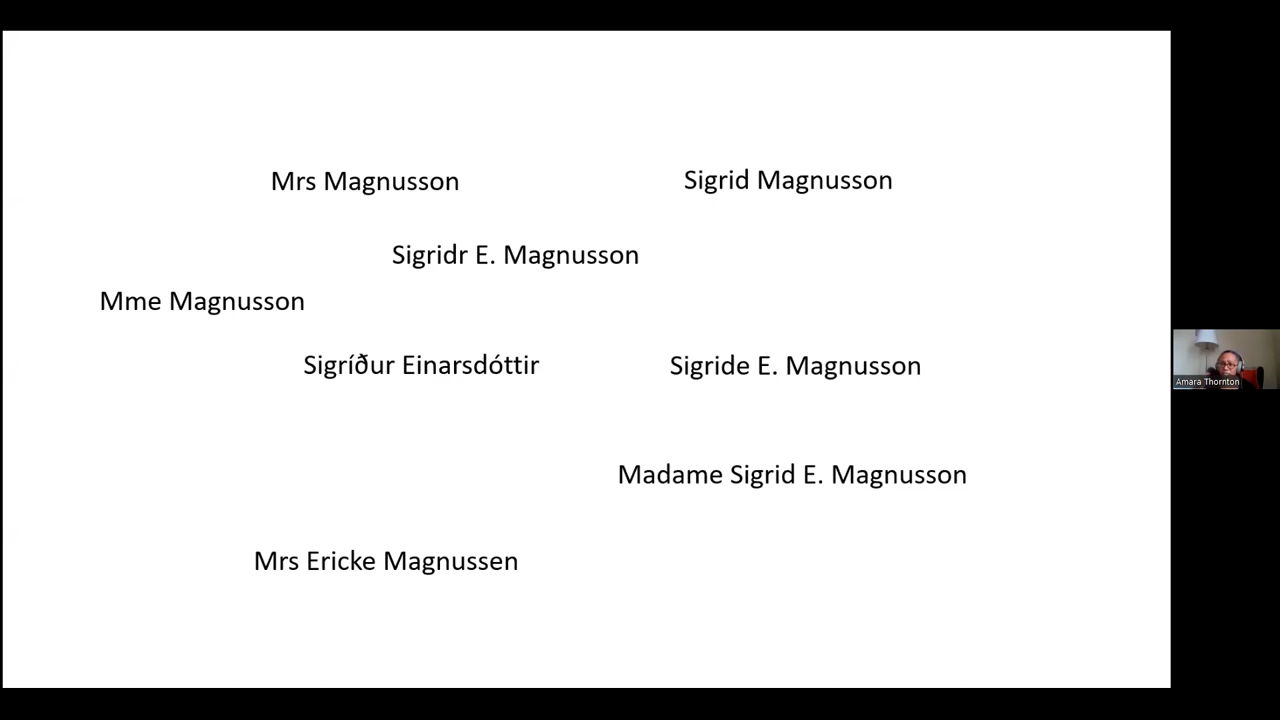 Mrs Magnusson
Sigrid Magnusson
Sigridr E. Magnusson
Mme Magnusson
Sigríður Einarsdóttir
Sigride E. Magnusson
Madame Sigrid E. Magnusson
Mrs Ericke Magnussen
Amara Thornton